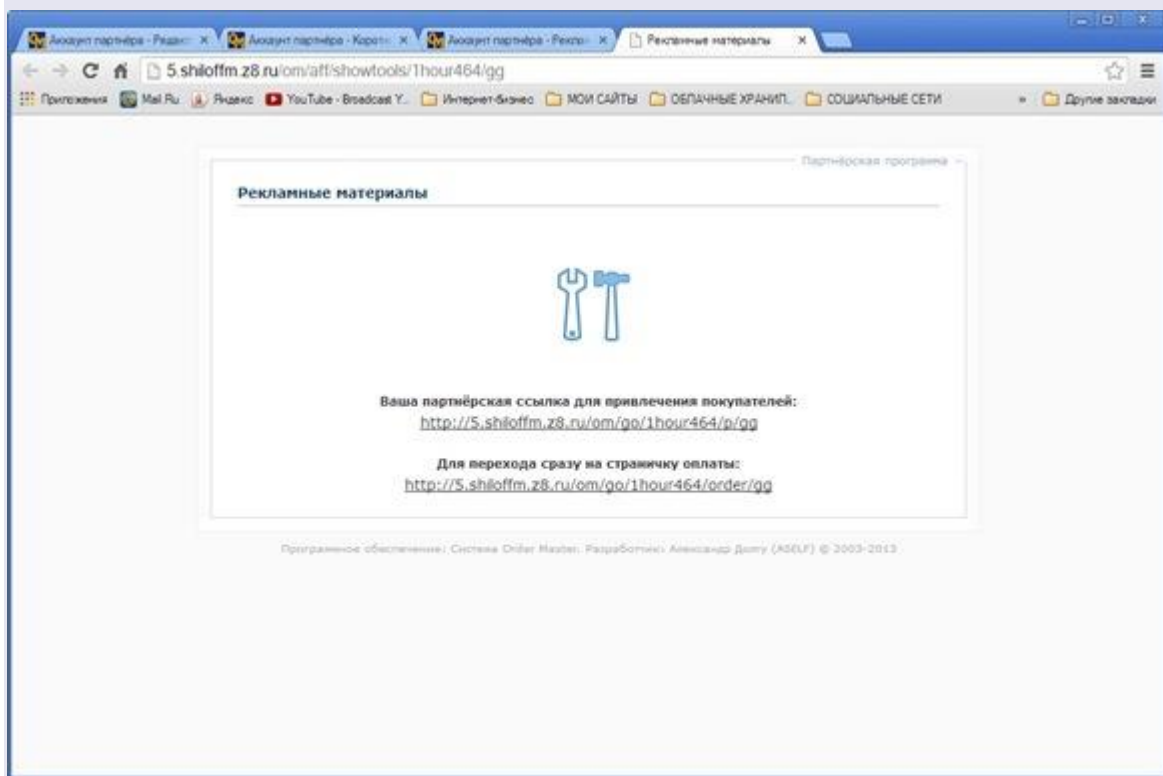 Аккаунт партнёра - Редакт
Аккаунт партнёра - Коротк
Аккаунт партнёра - Реклам
Рекламные материалы
5.shiloffm.z8.ru/om/aff/showtools/1hour464/gg
Приложения
Mail.Ru
Яндекс
YouTube - Broadcast Y...
Интернет-бизнес
МОИ САЙТЫ
ОБЛАЧНЫЕ ХРАНИЛ...
СОЦИАЛЬНЫЕ СЕТИ
»
Другие закладки
Партнёрская программа
Рекламные материалы
Ваша партнёрская ссылка для привлечения покупателей:
http://5.shiloffm.z8.ru/om/go/1hour464/p/gg
Для перехода сразу на страничку оплаты:
http://5.shiloffm.z8.ru/om/go/1hour464/order/gg
Программное обеспечение: Система Order Master. Разработчик: Александр (ASELF) © 2003-2013